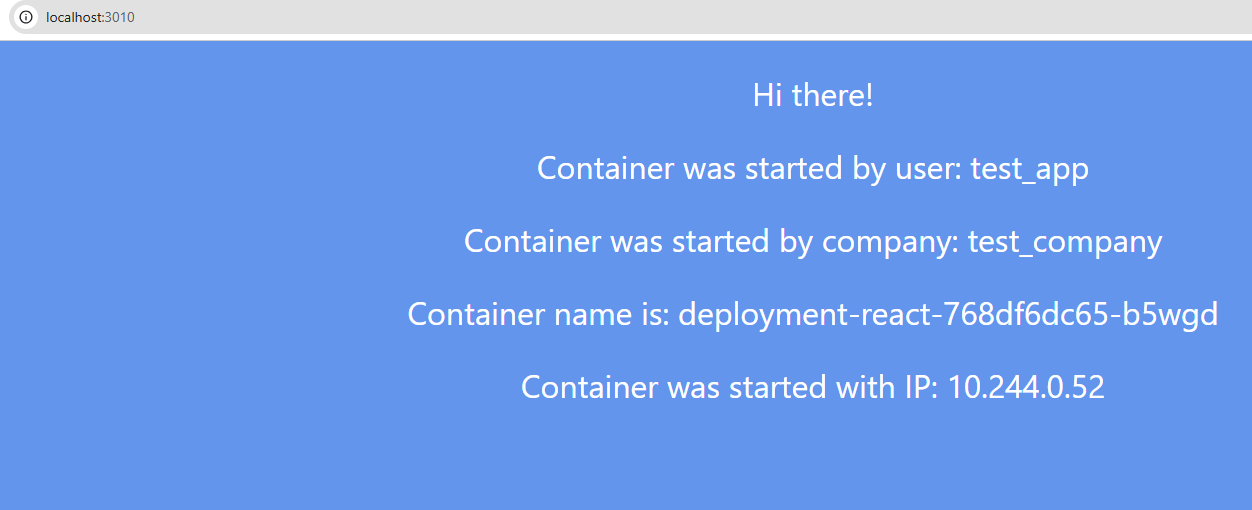 localhost:3010
Hi there!
Container was started by user: test_app
Container was started by company: test_company
Container name is: deployment-react-768df6dc65-b5wgd
Container was started with IP: 10.244.0.52